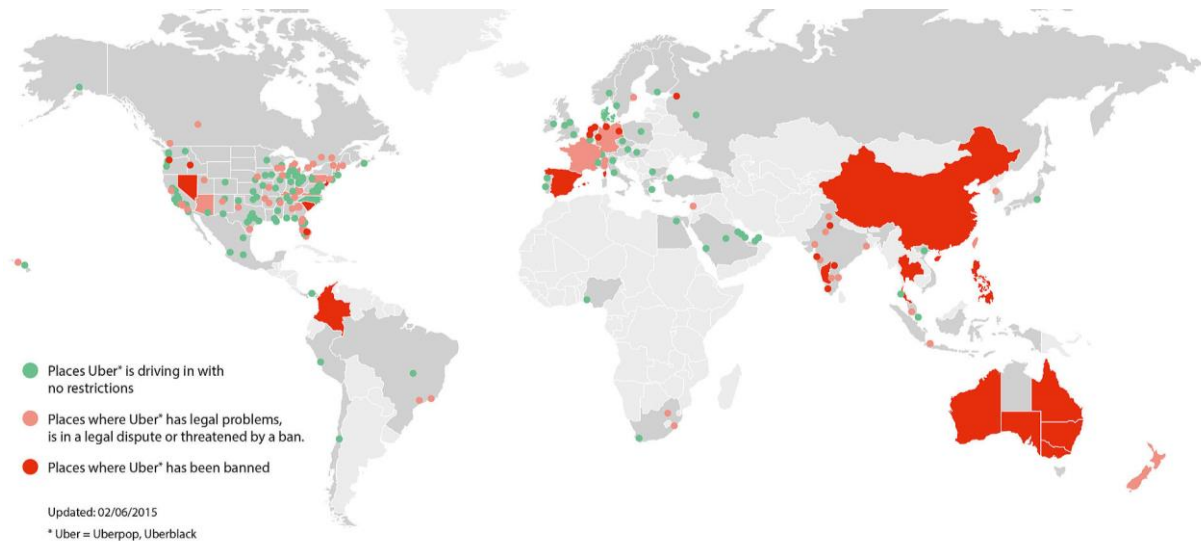 Places Uber* is driving in with
no restrictions
Places where Uber* has legal problems,
is in a legal dispute or threatened by a ban.
Places where Uber* has been banned
Updated: 02/06/2015
* Uber = Uberpop, Uberblack